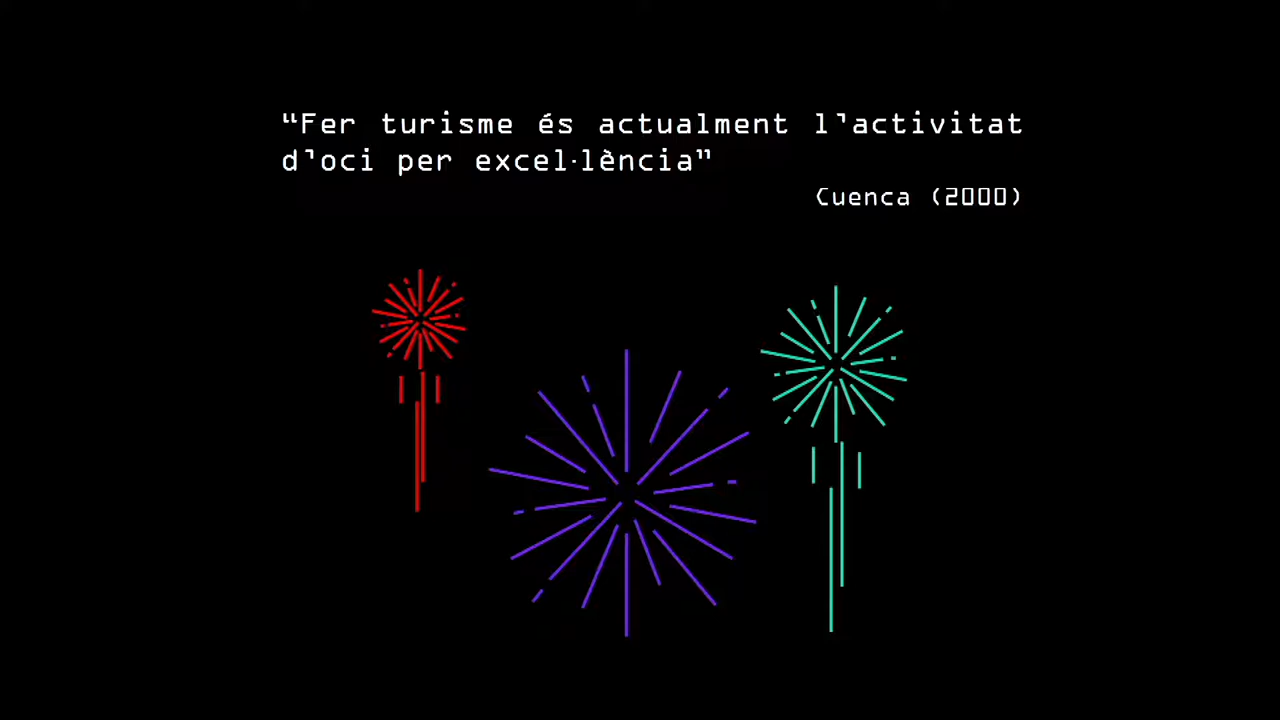 “Fer turisme és actualment l’activitat
d’oci per excel·lència”
Cuenca (2000)